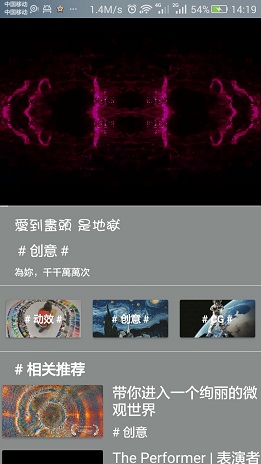 中国移动
中国移动
1.4M/s
4G
2G
54%
14:19
愛到盡頭 是地獄
# 创意 #
為妳，千千萬萬次
# 动效 #
# 创意 #
# CG #
# 相关推荐
带你进入一个绚丽的微
观世界
# 创意
The Performer | 表演者